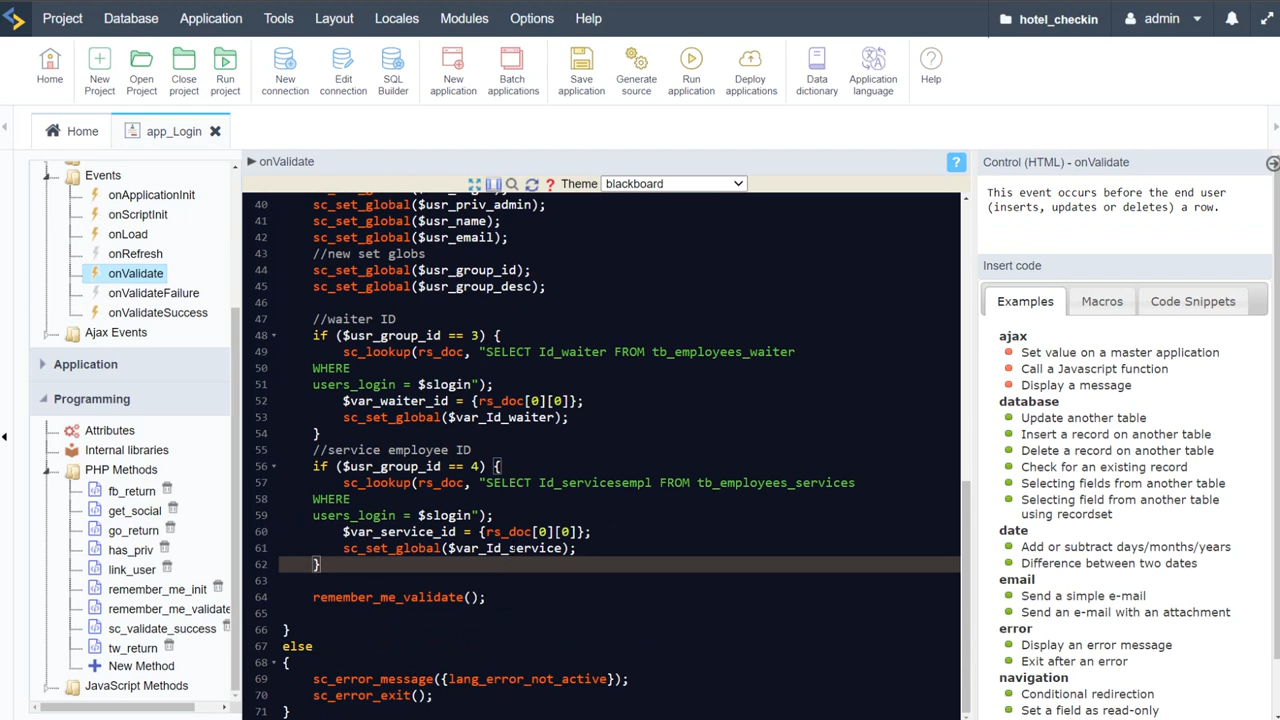 Project Database Application Tools Layout Locales Modules Options Help hotel_checkin admin
Home
New Project
Open Project
Close project
Run project
New connection
Edit connection
SQL Builder
New application
Batch applications
Save application
Generate source
Run application
Deploy applications
Data dictionary
Application language
Help
Home app_Login
Events
onApplicationInit
onScriptInit
onLoad
onRefresh
onValidate
onValidateFailure
onValidateSuccess
Ajax Events
Application
Programming
Attributes
Internal libraries
PHP Methods
fb_return
get_social
go_return
has_priv
link_user
remember_me_init
remember_me_validate
sc_validate_success
tw_return
New Method
JavaScript Methods
onValidate ?
? Theme blackboard
40 sc_set_global($usr_priv_admin);
41 sc_set_global($usr_name);
42 sc_set_global($usr_email);
43 //new set globs
44 sc_set_global($usr_group_id);
45 sc_set_global($usr_group_desc);
46
47 //waiter ID
48 if ($usr_group_id == 3) {
49 sc_lookup(rs_doc, "SELECT Id_waiter FROM tb_employees_waiter
50 WHERE
51 users_login = $slogin");
52 $var_waiter_id = {rs_doc[0][0]};
53 sc_set_global($var_Id_waiter);
54 }
55 //service employee ID
56 if ($usr_group_id == 4) {
57 sc_lookup(rs_doc, "SELECT Id_servicesempl FROM tb_employees_services
58 WHERE
59 users_login = $slogin");
60 $var_service_id = {rs_doc[0][0]};
61 sc_set_global($var_Id_service);
62 }
63
64 remember_me_validate();
65
66 }
67 else
68 {
69 sc_error_message({lang_error_not_active});
70 sc_error_exit();
71 }
Control (HTML) - onValidate
This event occurs before the end user
(inserts, updates or deletes) a row.
Insert code
Examples Macros Code Snippets
ajax
Set value on a master application
Call a Javascript function
Display a message
database
Update another table
Insert a record on another table
Delete a record on another table
Check for an existing record
Selecting fields from another table
Selecting field from another table
using recordset
date
Add or subtract days/months/years
Difference between two dates
email
Send a simple e-mail
Send an e-mail with an attachment
error
Display an error message
Exit after an error
navigation
Conditional redirection
Set a field as read-only